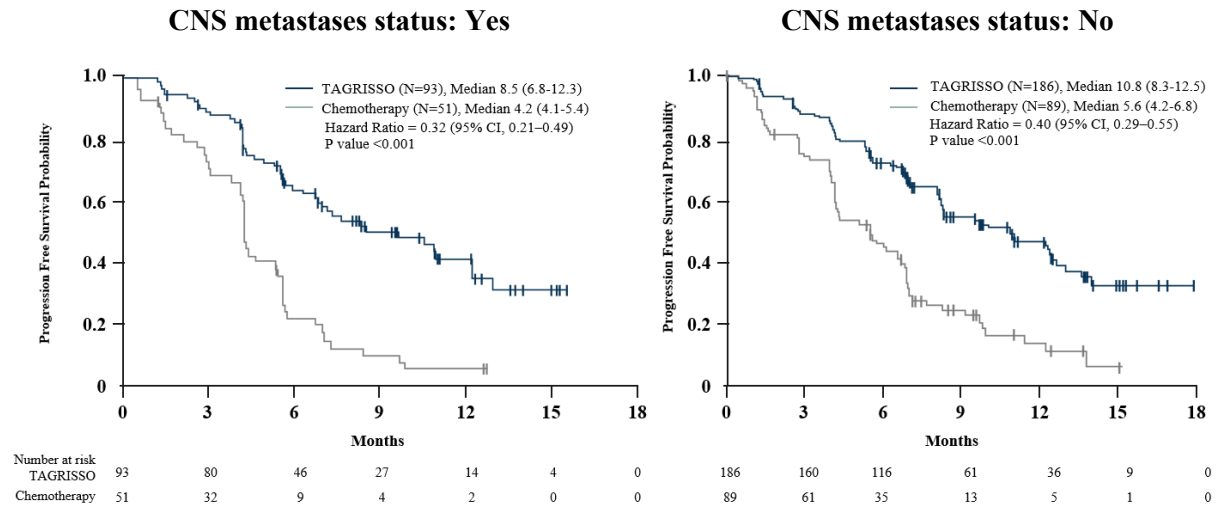 CNS metastases status: Yes
CNS metastases status: No
Progression Free Survival Probability
1.0
0.8
0.6
0.4
0.2
0
TAGRISSO (N=93), Median 8.5 (6.8-12.3)
Chemotherapy (N=51), Median 4.2 (4.1-5.4)
Hazard Ratio = 0.32 (95% CI, 0.21–0.49)
P value <0.001
0 3 6 9 12 15 18
Months
Progression Free Survival Probability
1.0
0.8
0.6
0.4
0.2
0
TAGRISSO (N=186), Median 10.8 (8.3-12.5)
Chemotherapy (N=89), Median 5.6 (4.2-6.8)
Hazard Ratio = 0.40 (95% CI, 0.29–0.55)
P value <0.001
0 3 6 9 12 15 18
Months
Number at risk
TAGRISSO 93 80 46 27 14 4 0 186 160 116 61 36 9 0
Chemotherapy 51 32 9 4 2 0 0 89 61 35 13 5 1 0